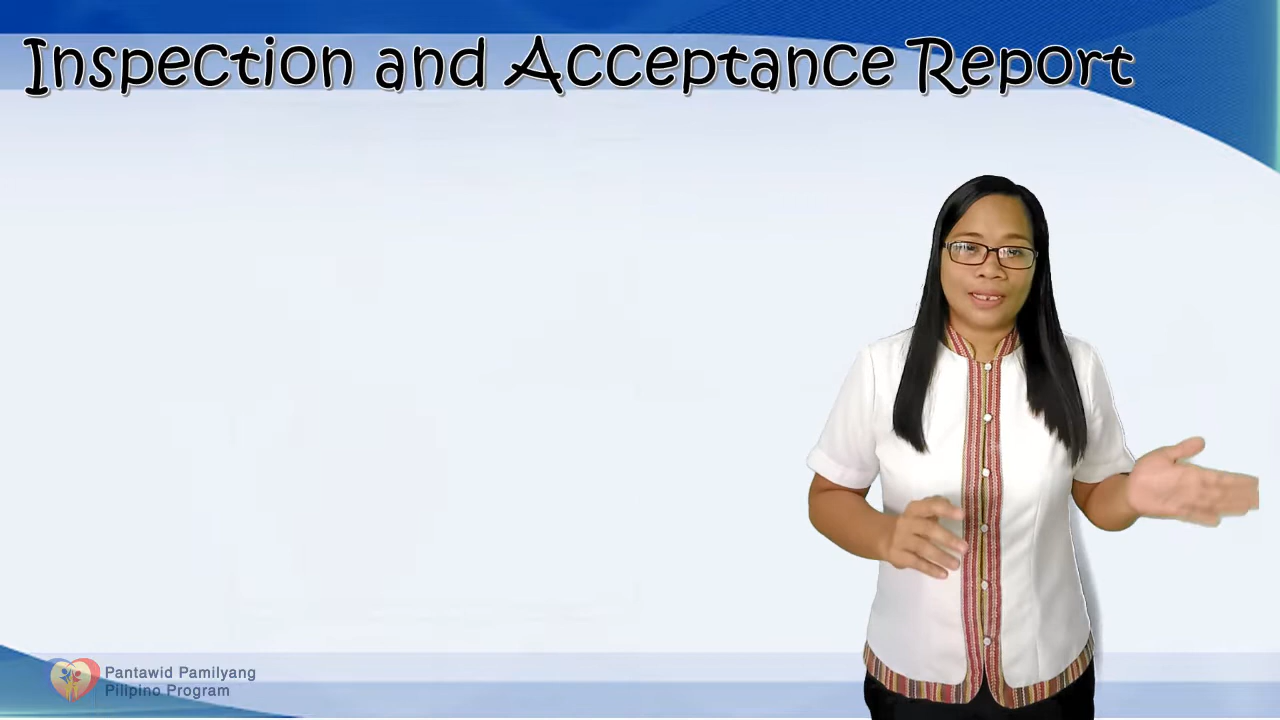 Inspection and Acceptance Report
Pantawid Pamilyang
Pilipino Program